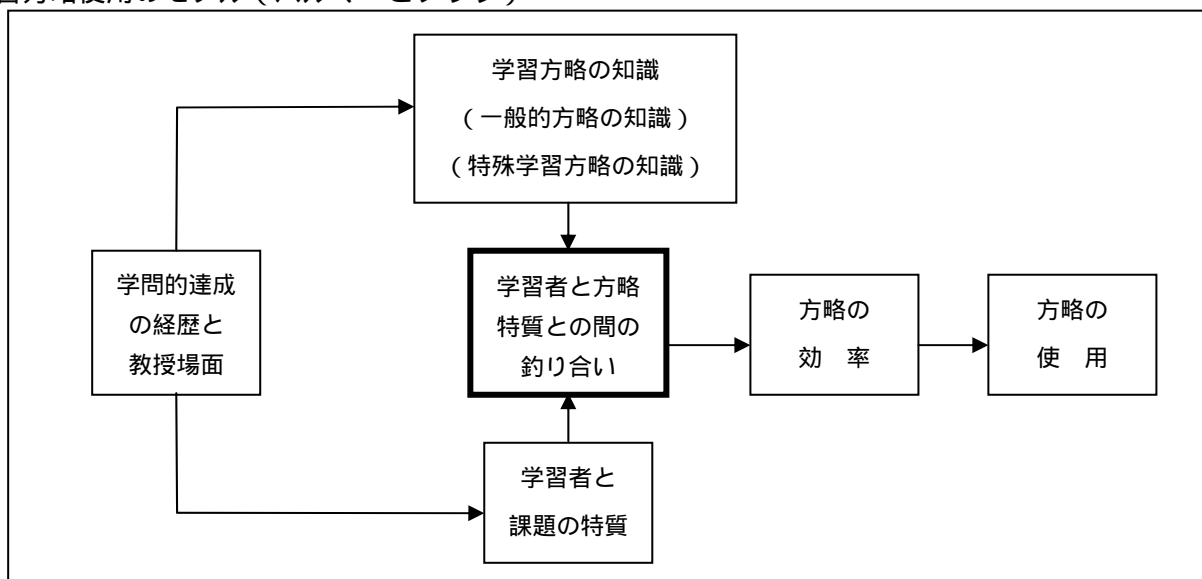 学習方略の知識
（一般的方略の知識）
（特殊学習方略の知識）
学問的達成
の経歴と
教授場面
学習者と方略
特質との間の
釣り合い
方略の
効　率
方略の
使　用
学習者と
課題の特質